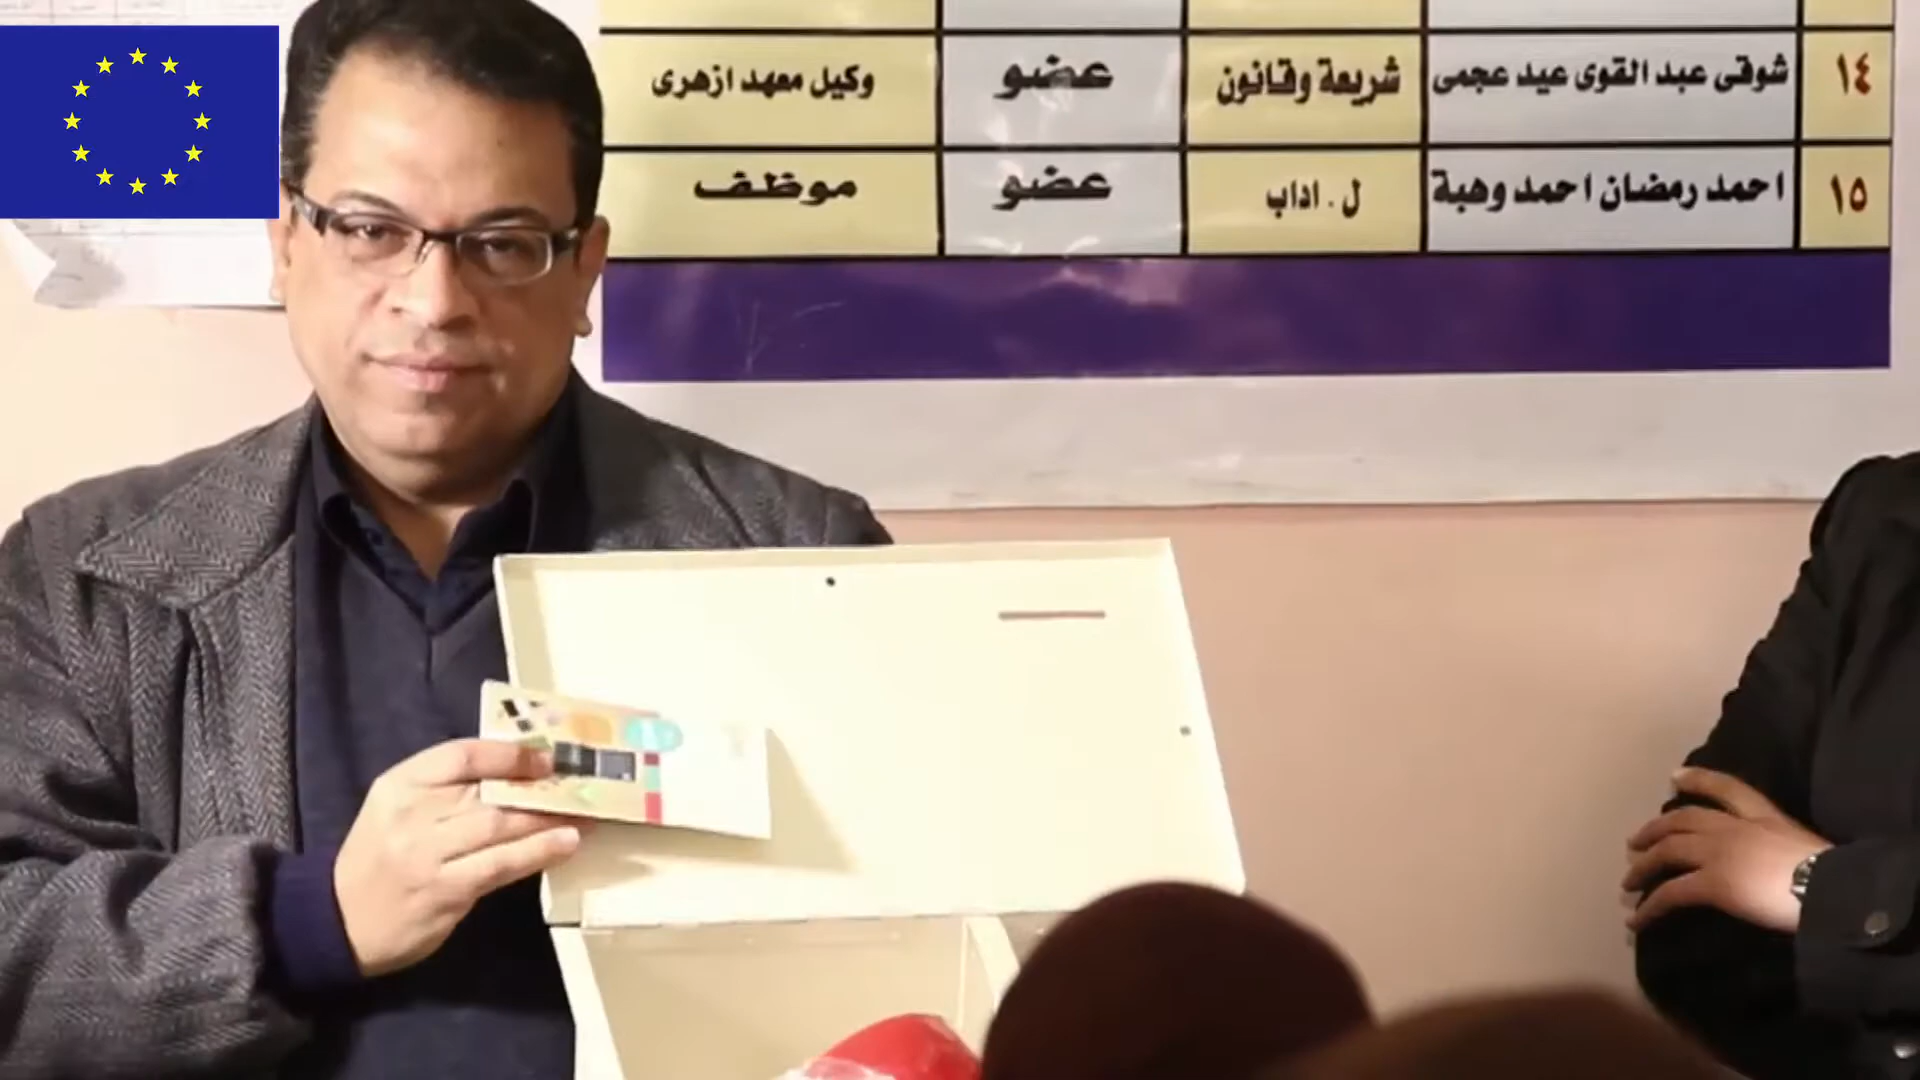 ١٤ شوقى عبد القوى عيد عجمى شريعة وقانون عضو وكيل معهد ازهرى
١٥ احمد رمضان احمد وهبة ل . اداب عضو موظف